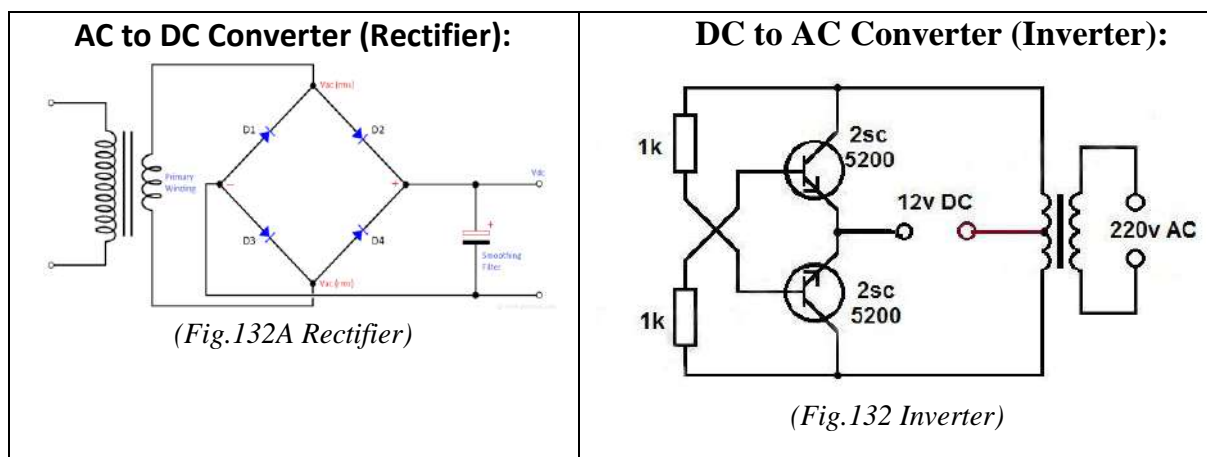 AC to DC Converter (Rectifier):
Vac (rms)
D1
D2
Primary
Winding
−
+
Vdc
D3
D4
+
Smoothing
Filter
Vac (rms)
(Fig.132A Rectifier)
DC to AC Converter (Inverter):
1k
2sc
5200
12v DC
220v AC
1k
2sc
5200
(Fig.132 Inverter)